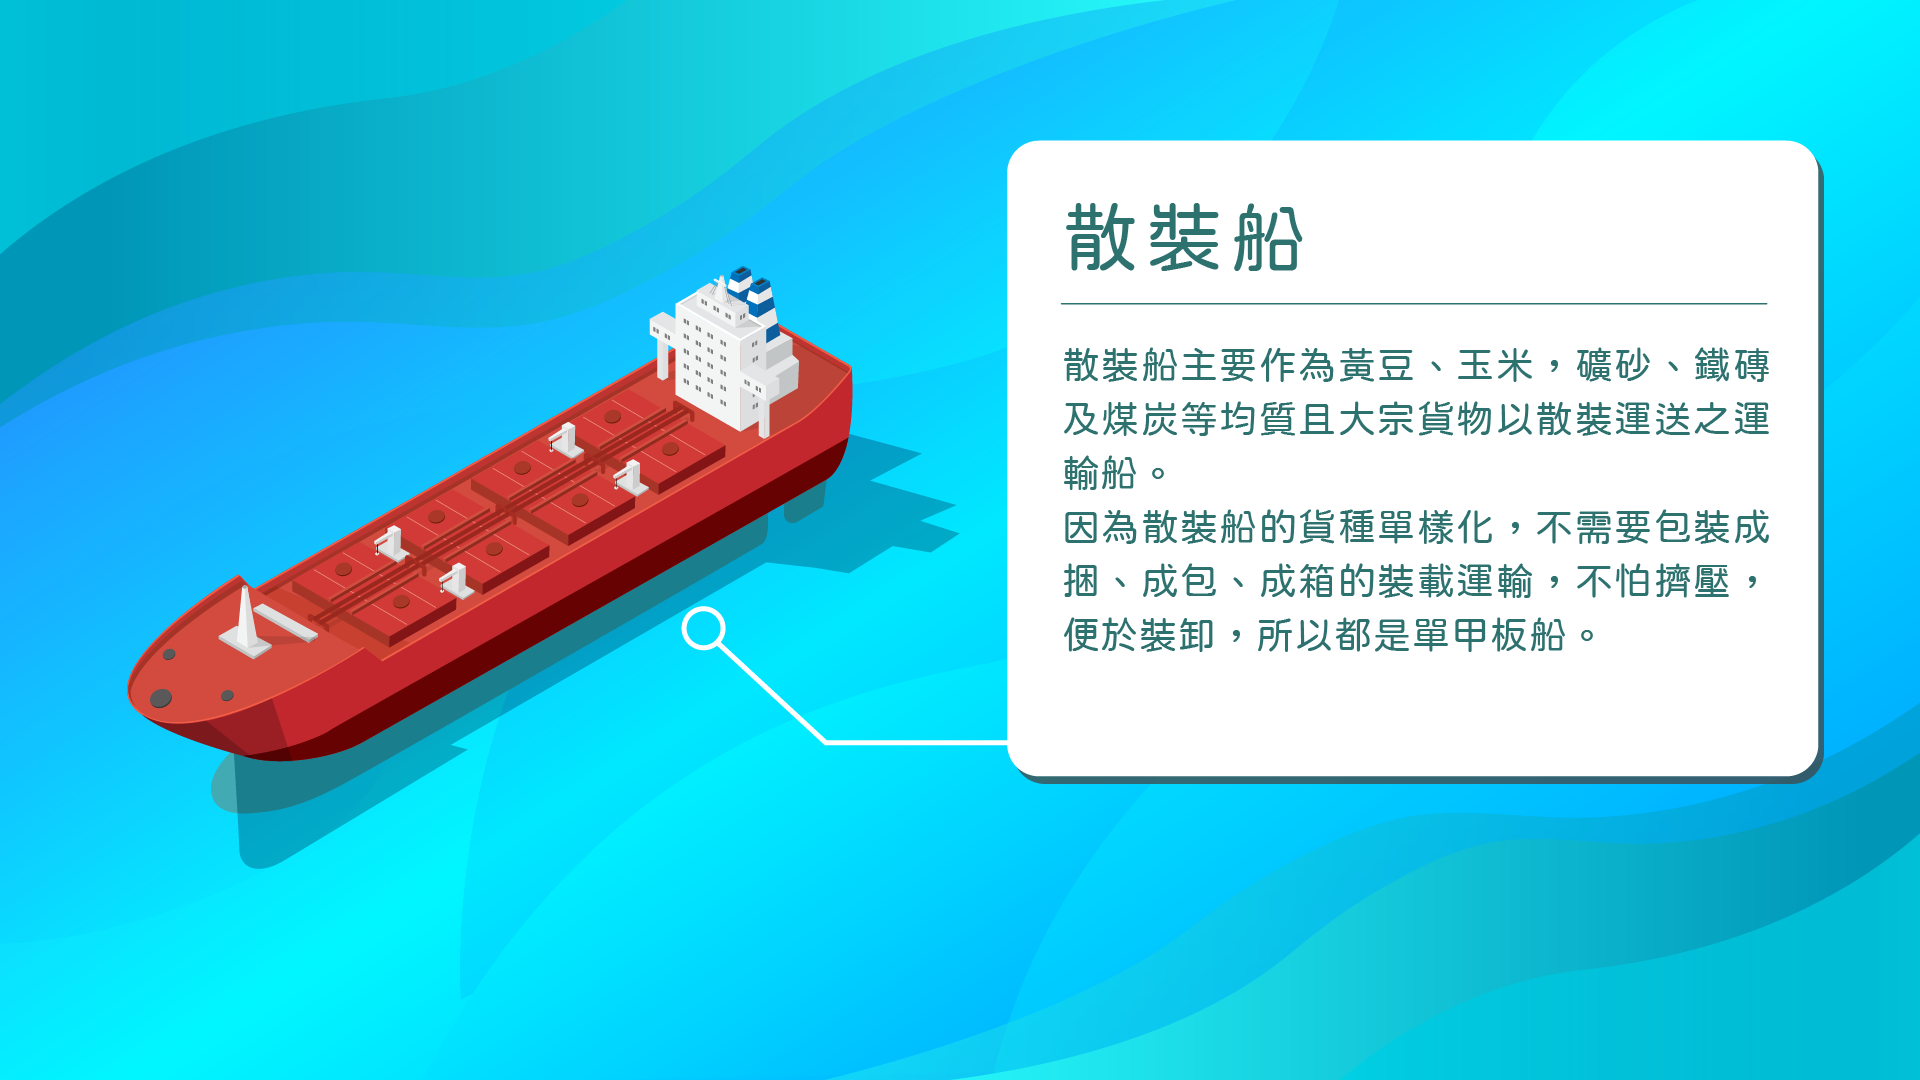 散裝船
散裝船主要作為黃豆、玉米，礦砂、鐵磚
及煤炭等均質且大宗貨物以散裝運送之運
輸船。
因為散裝船的貨種單樣化，不需要包裝成
捆、成包、成箱的裝載運輸，不怕擠壓，
便於裝卸，所以都是單甲板船。